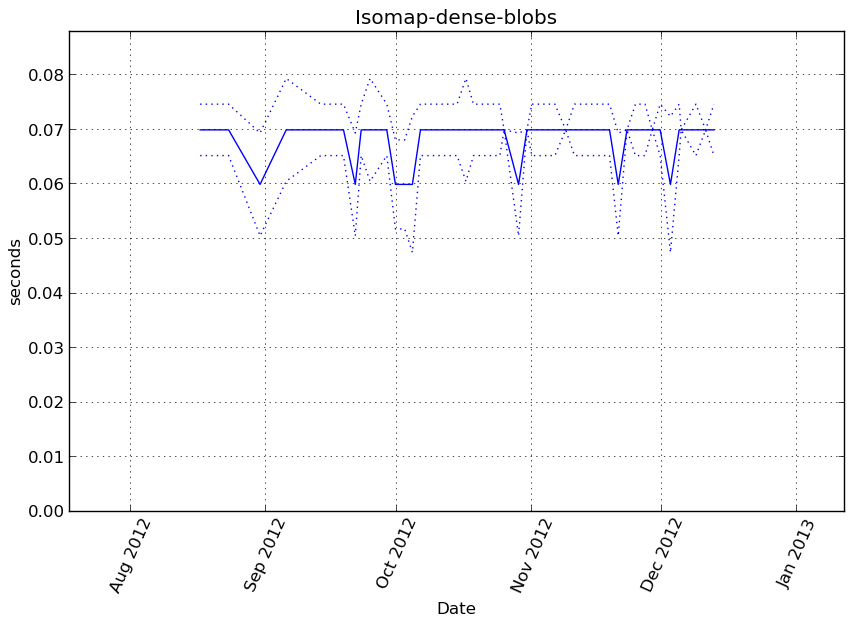 Isomap-dense-blobs
0.08
0.07
0.06
0.05
0.04
0.03
0.02
0.01
0.00
seconds
Aug 2012
Sep 2012
Oct 2012
Nov 2012
Dec 2012
Jan 2013
Date